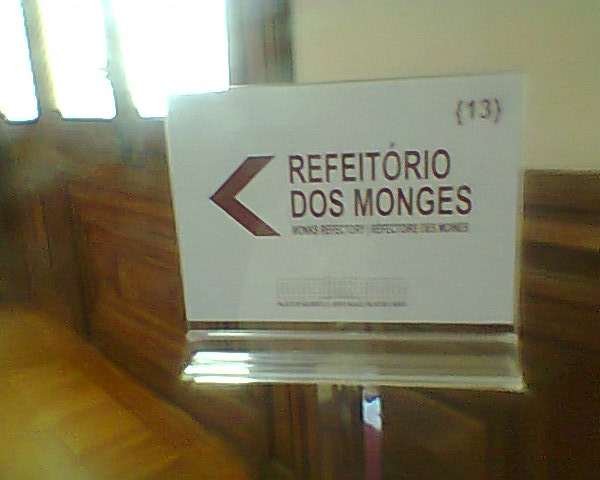 {13}
REFEITÓRIO
DOS MONGES
MONKS REFECTORY | RÉFECTOIRE DES MOINES